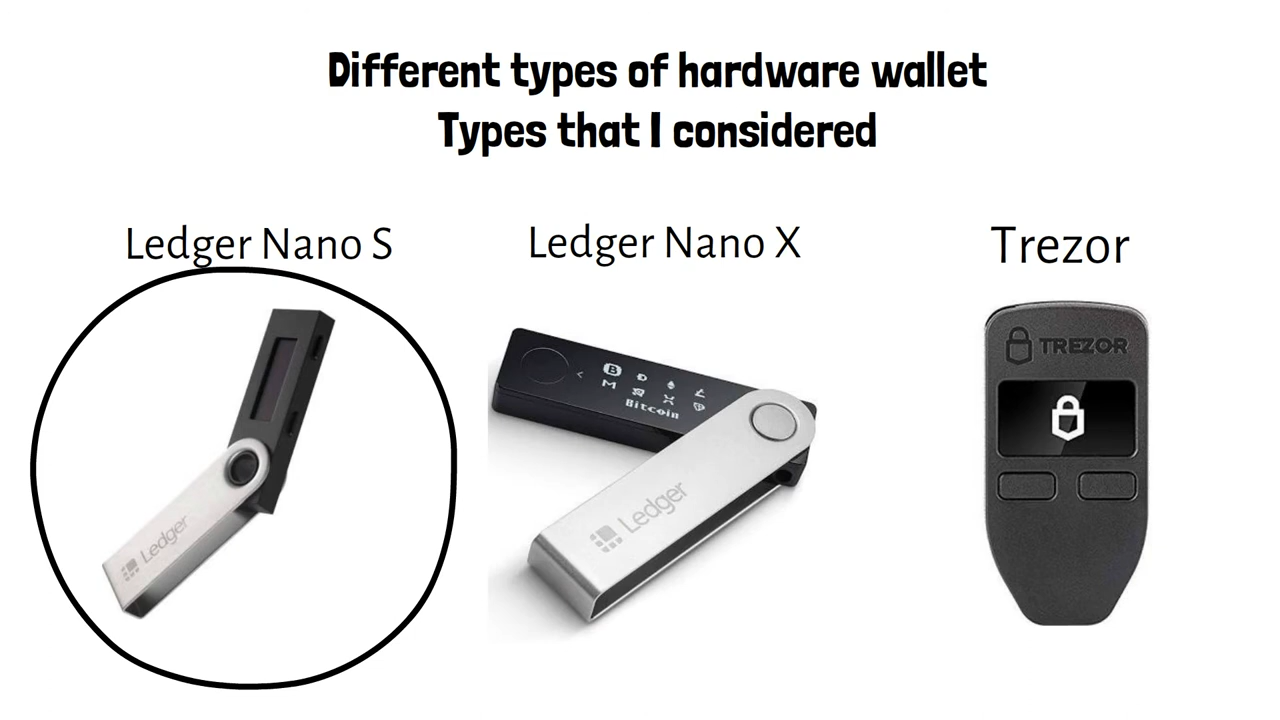 Different types of hardware wallet
Types that I considered
Ledger Nano S
Ledger Nano X
Trezor
Ledger
Bitcoin
Ledger
TREZOR